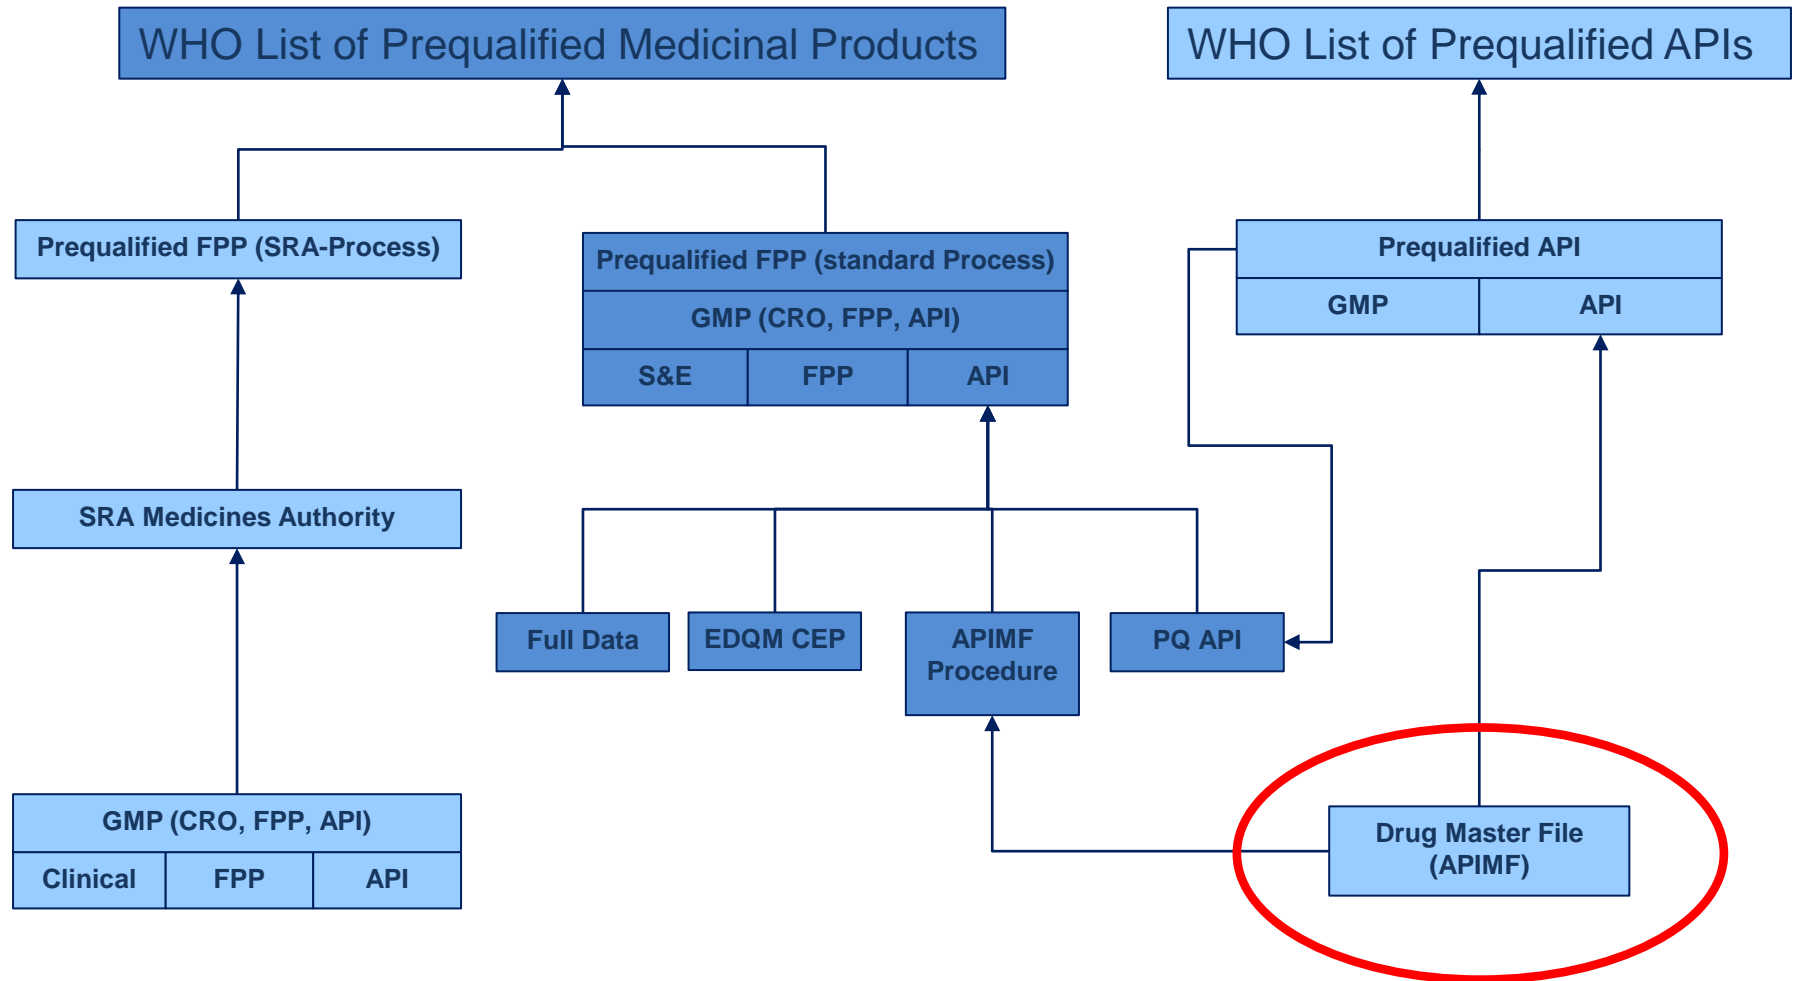 WHO List of Prequalified Medicinal Products
WHO List of Prequalified APIs
Prequalified FPP (SRA-Process)
Prequalified FPP (standard Process)
GMP (CRO, FPP, API)
S&E
FPP
API
Prequalified API
GMP
API
SRA Medicines Authority
Full Data
EDQM CEP
APIMF
Procedure
PQ API
GMP (CRO, FPP, API)
Clinical
FPP
API
Drug Master File
(APIMF)